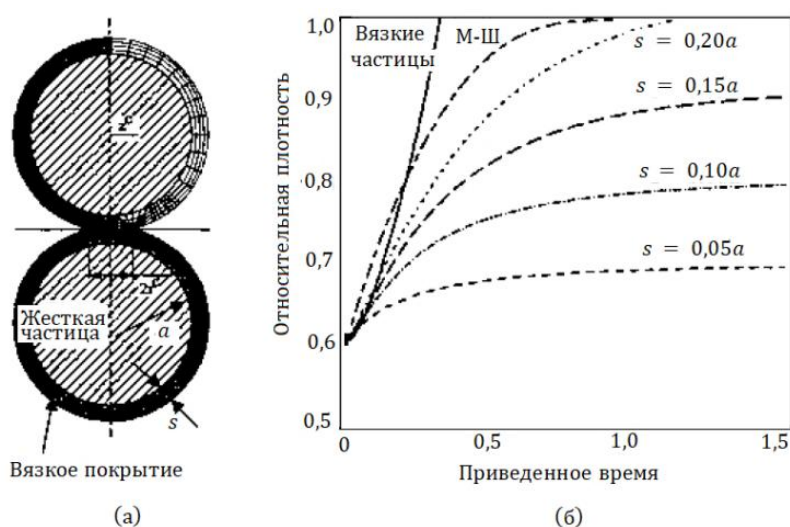 (а)
z^c
2r^c
Жесткая
частица
a
s
Вязкое покрытие
(б)
Относительная плотность
1,0
0,9
0,8
0,7
0,6
0,5
Вязкие
частицы
М-Ш
s = 0,20a
s = 0,15a
s = 0,10a
s = 0,05a
0
0,5
1,0
1,5
Приведенное время